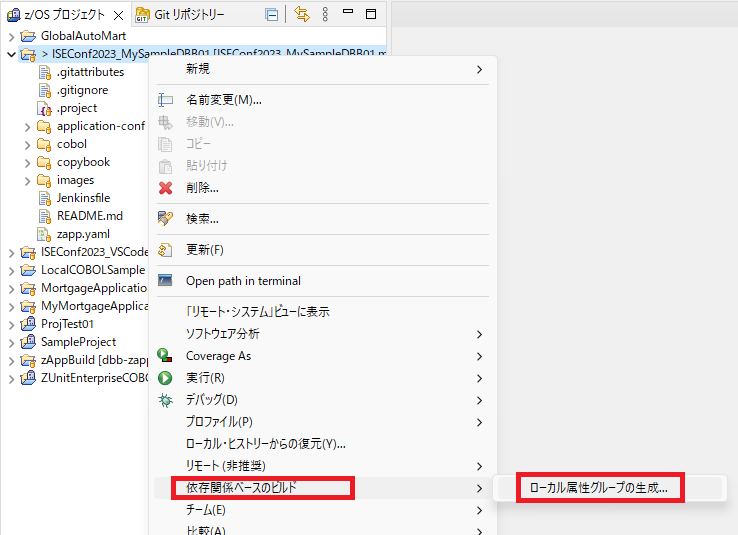 z/OS プロジェクト
Git リポジトリー
GlobalAutoMart
> ISEConf2023_MySampleDBB01 [ISEConf2023_MySampleDBB01 m
.gitattributes
.gitignore
.project
application-conf
cobol
copybook
images
Jenkinsfile
README.md
zapp.yaml
ISEConf2023_VSCode
LocalCOBOLSample
MortgageApplicatio
MyMortgageApplica
ProjTest01
SampleProject
zAppBuild [dbb-zapp
ZUnitEnterpriseCOBO
新規
名前変更(M)...
移動(V)...
コピー
貼り付け
削除...
検索...
更新(F)
Open path in terminal
「リモート・システム」ビューに表示
ソフトウェア分析
Coverage As
実行(R)
デバッグ(D)
プロファイル(P)
ローカル・ヒストリーからの復元(Y)...
リモート (非推奨)
依存関係ベースのビルド
ローカル属性グループの生成...
チーム(E)
比較(A)